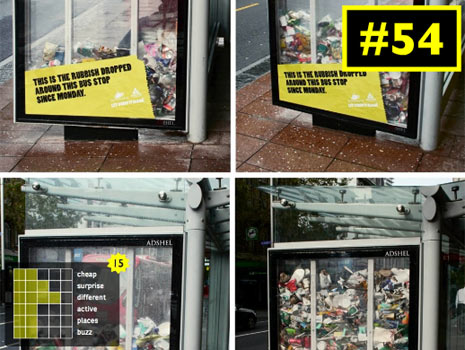 THIS IS THE RUBBISH DROPPED
AROUND THIS BUS STOP
SINCE MONDAY.
#54
THIS IS THE RUBBISH DROPPED
AROUND THIS BUS STOP
SINCE MONDAY.
ADSHEL
15
cheap
surprise
different
active
places
buzz
ADSHEL